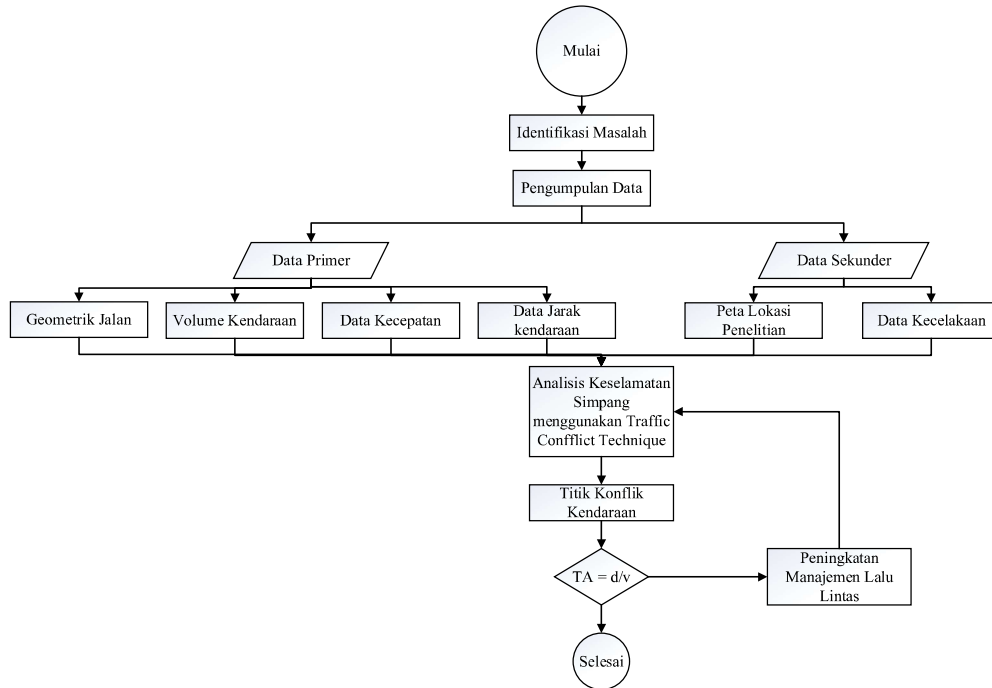 Mulai
Identifikasi Masalah
Pengumpulan Data
Data Primer
Data Sekunder
Geometrik Jalan
Volume Kendaraan
Data Kecepatan
Data Jarak
kendaraan
Peta Lokasi
Penelitian
Data Kecelakaan
Analisis Keselamatan
Simpang
menggunakan Traffic
Confflict Technique
Titik Konflik
Kendaraan
TA = d/v
Peningkatan
Manajemen Lalu
Lintas
Selesai